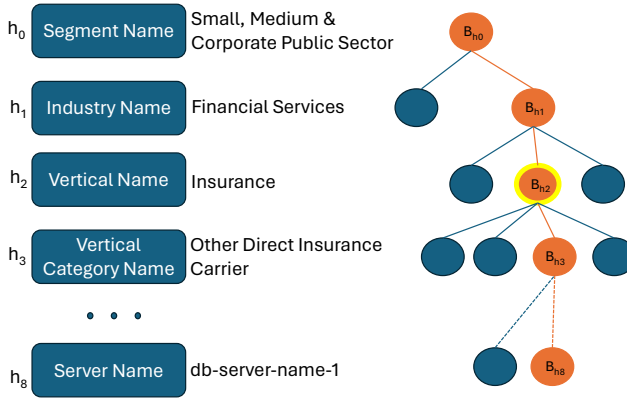 h0
Segment Name
Small, Medium &
Corporate Public Sector
Bh0
h1
Industry Name
Financial Services
Bh1
h2
Vertical Name
Insurance
Bh2
h3
Vertical
Category Name
Other Direct Insurance
Carrier
Bh3
. . .
h8
Server Name
db-server-name-1
Bh8